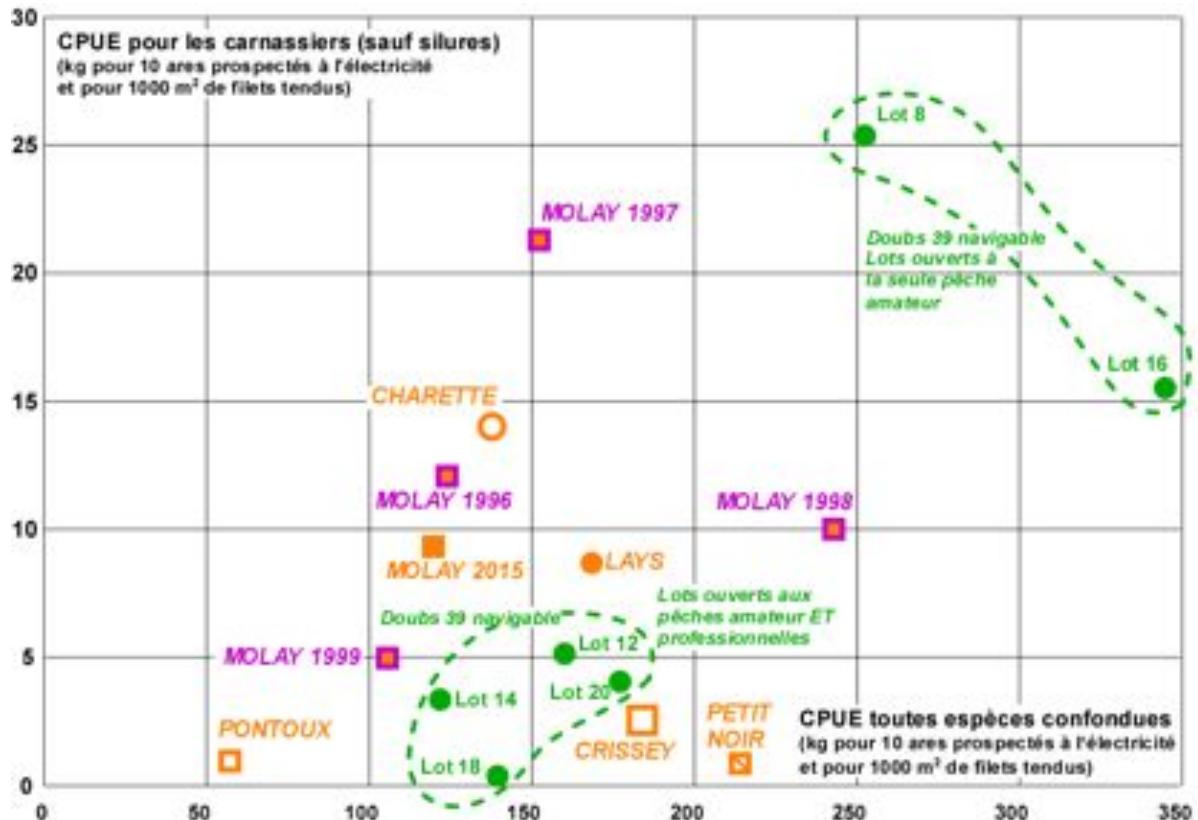 30
CPUE pour les carnassiers (sauf silures)
(kg pour 10 ares prospectés à l'électricité
et pour 1000 m² de filets tendus)
Lot 8
25
MOLAY 1997
Doubs 39 navigable
Lots ouverts à
la seule pêche
amateur
20
Lot 16
CHARETTE
15
MOLAY 1996
MOLAY 1998
10
MOLAY 2015
LAYS
Doubs 39 navigable
Lots ouverts aux
pêches amateur ET
professionnelles
Lot 12
5
MOLAY 1999
Lot 14
Lot 20
PONTOUX
CRISSEY
PETIT
NOIR
CPUE toutes espèces confondues
(kg pour 10 ares prospectés à l'électricité
et pour 1000 m² de filets tendus)
Lot 18
0
0 50 100 150 200 250 300 350